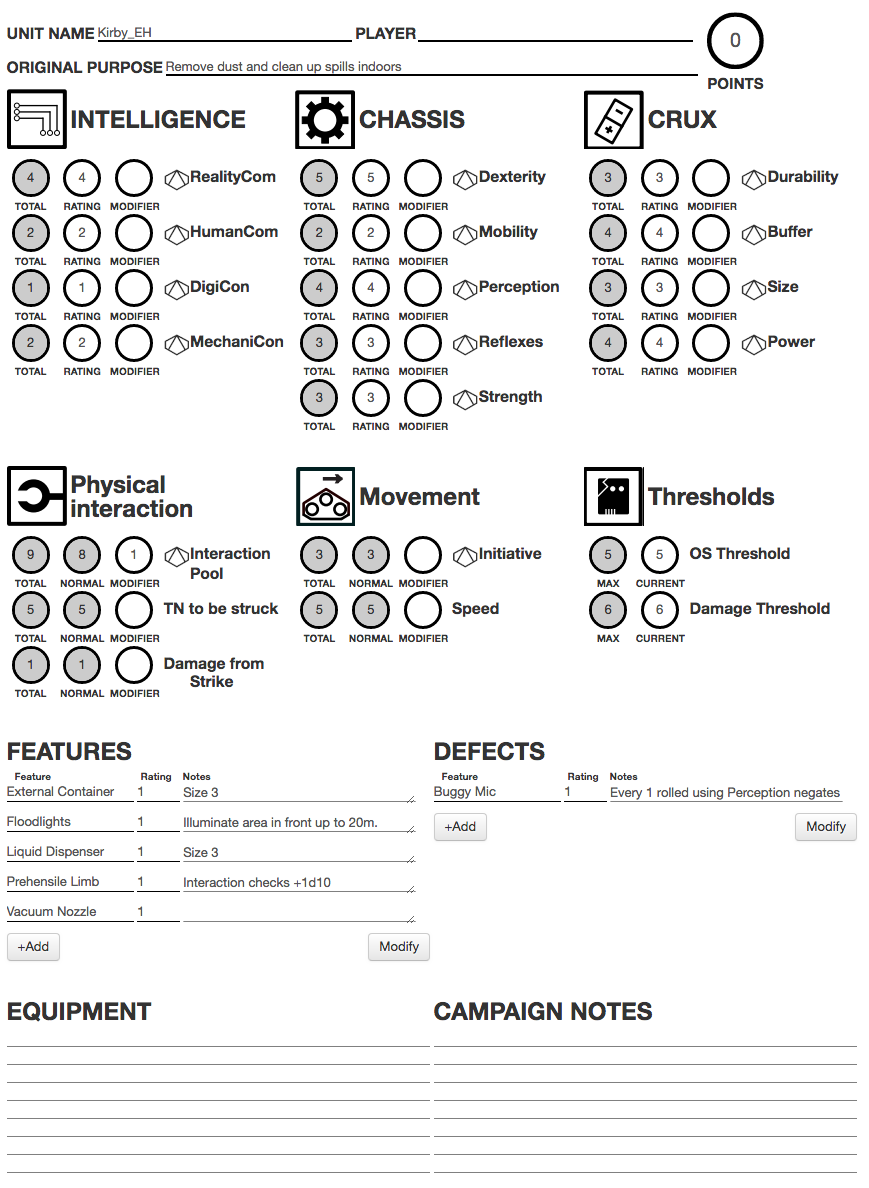 UNIT NAME Kirby_EH PLAYER
0
ORIGINAL PURPOSE Remove dust and clean up spills indoors
POINTS
INTELLIGENCE
4 4 RealityCom
TOTAL RATING MODIFIER
2 2 HumanCom
TOTAL RATING MODIFIER
1 1 DigiCon
TOTAL RATING MODIFIER
2 2 MechaniCon
TOTAL RATING MODIFIER
CHASSIS
5 5 Dexterity
TOTAL RATING MODIFIER
2 2 Mobility
TOTAL RATING MODIFIER
4 4 Perception
TOTAL RATING MODIFIER
3 3 Reflexes
TOTAL RATING MODIFIER
3 3 Strength
TOTAL RATING MODIFIER
CRUX
3 3 Durability
TOTAL RATING MODIFIER
4 4 Buffer
TOTAL RATING MODIFIER
3 3 Size
TOTAL RATING MODIFIER
4 4 Power
TOTAL RATING MODIFIER
Physical
interaction
9 8 1 Interaction
Pool
TOTAL NORMAL MODIFIER
5 5 TN to be struck
TOTAL NORMAL MODIFIER
1 1 Damage from
Strike
TOTAL NORMAL MODIFIER
Movement
3 3 Initiative
TOTAL NORMAL MODIFIER
5 5 Speed
TOTAL NORMAL MODIFIER
Thresholds
5 5 OS Threshold
MAX CURRENT
6 6 Damage Threshold
MAX CURRENT
FEATURES
Feature Rating Notes
External Container 1 Size 3
Floodlights 1 Illuminate area in front up to 20m.
Liquid Dispenser 1 Size 3
Prehensile Limb 1 Interaction checks +1d10
Vacuum Nozzle 1
+Add Modify
DEFECTS
Feature Rating Notes
Buggy Mic 1 Every 1 rolled using Perception negates
+Add Modify
EQUIPMENT
CAMPAIGN NOTES